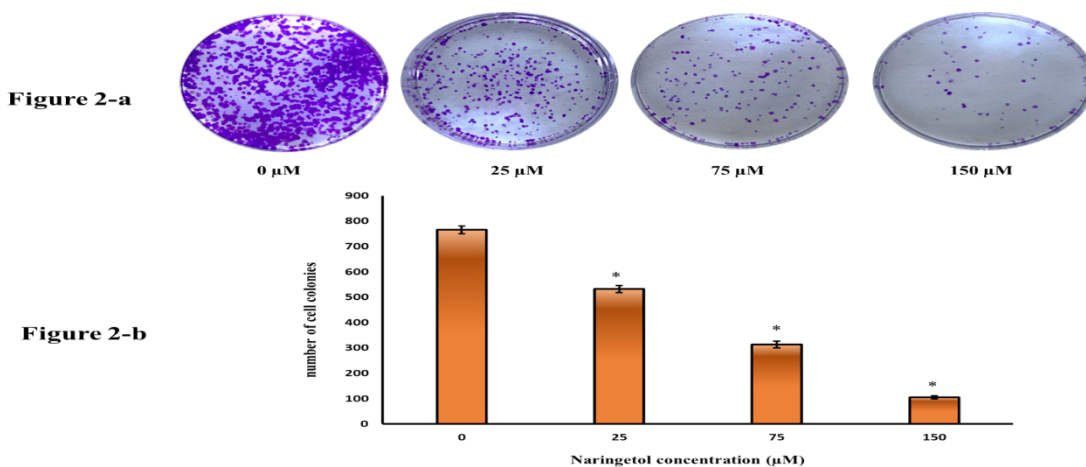 Figure 2-a
0 μM
25 μM
75 μM
150 μM
Figure 2-b
number of cell colonies
900
800
700
600
500
400
300
200
100
0
*
*
*
0
25
75
150
Naringetol concentration (μM)